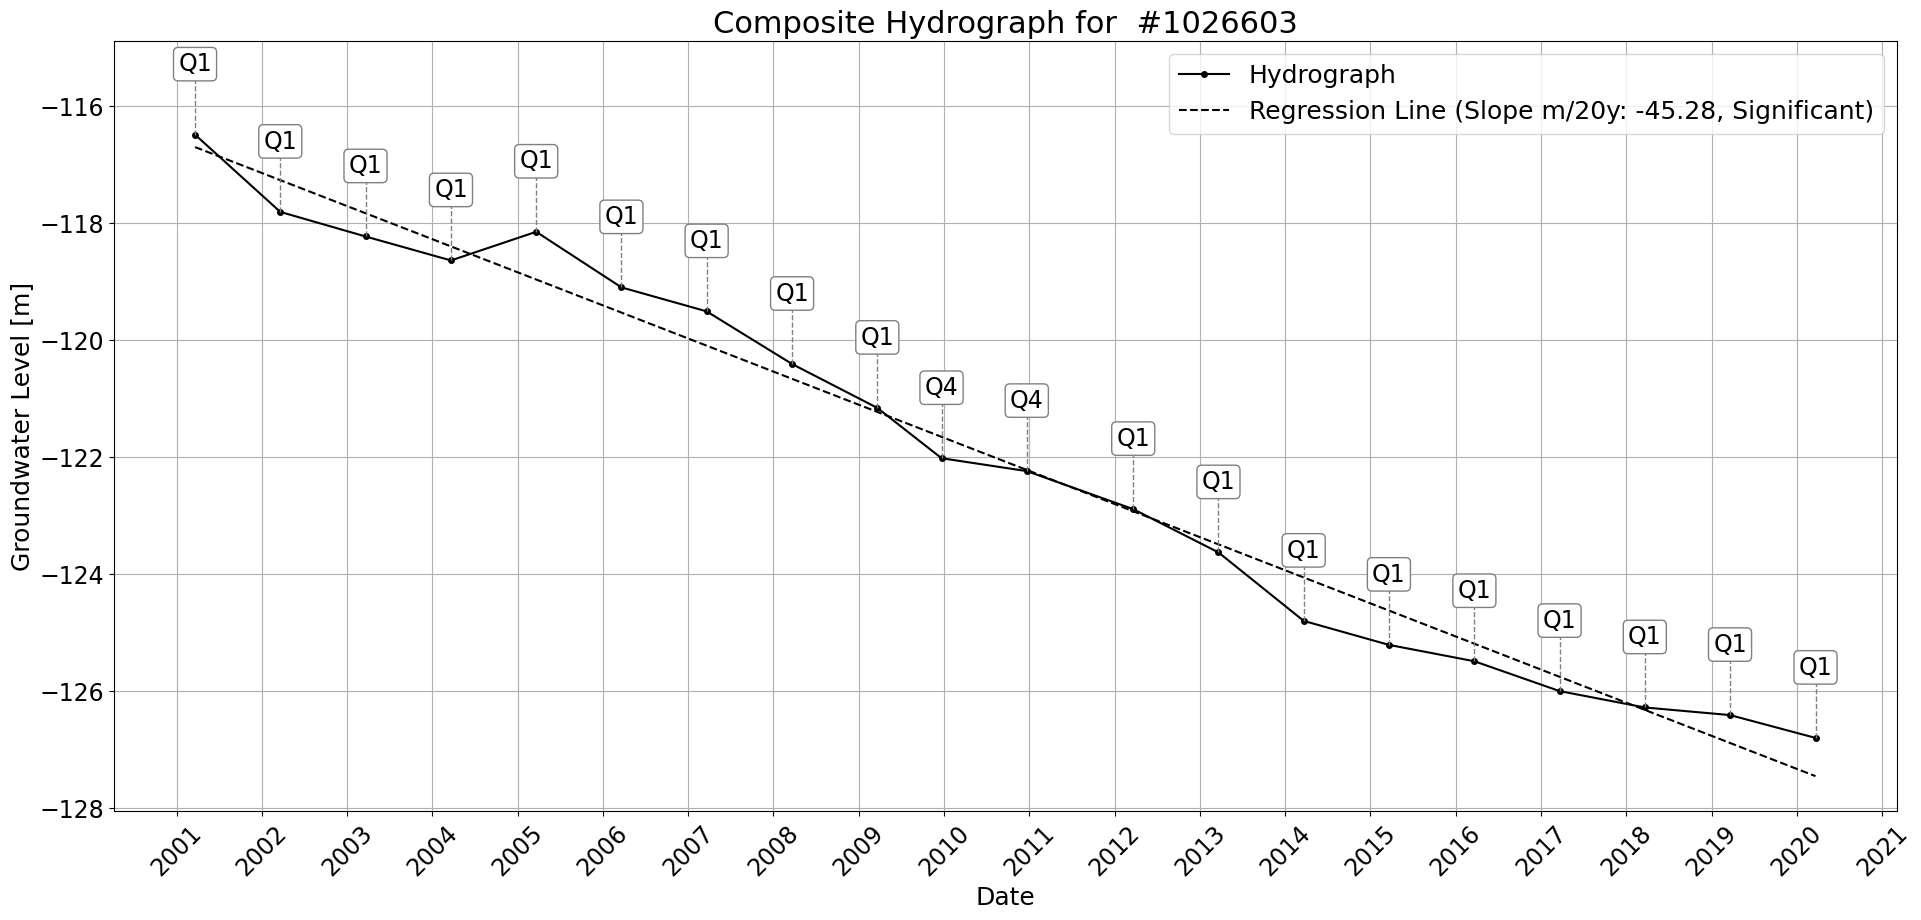 Composite Hydrograph for  #1026603
Hydrograph
Regression Line (Slope m/20y: -45.28, Significant)
Q1
Q1
Q1
Q1
Q1
Q1
Q1
Q1
Q1
Q4
Q4
Q1
Q1
Q1
Q1
Q1
Q1
Q1
Q1
Q1
Groundwater Level [m]
−116
−118
−120
−122
−124
−126
−128
2001
2002
2003
2004
2005
2006
2007
2008
2009
2010
2011
2012
2013
2014
2015
2016
2017
2018
2019
2020
2021
Date